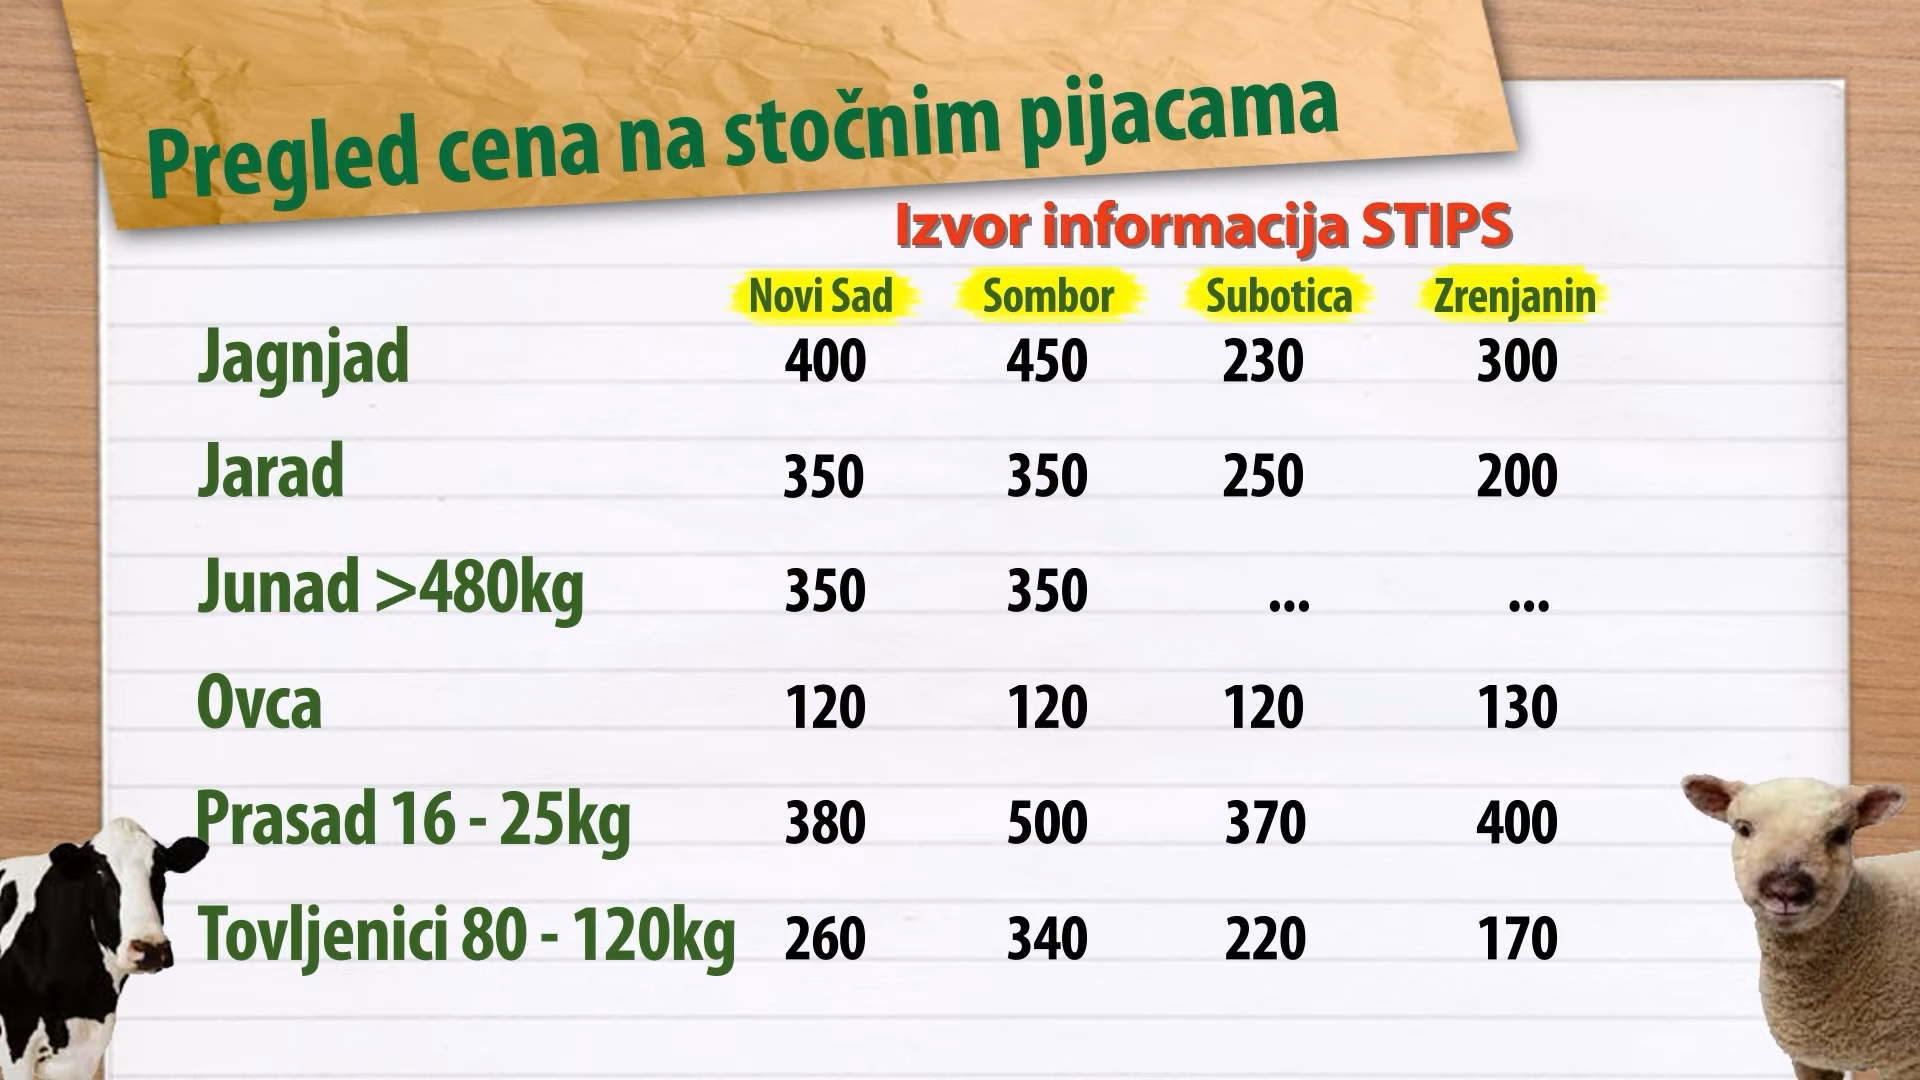 Pregled cena na stočnim pijacama
Izvor informacija STIPS
Novi Sad Sombor Subotica Zrenjanin
Jagnjad 400 450 230 300
Jarad 350 350 250 200
Junad >480kg 350 350 ... ...
Ovca 120 120 120 130
Prasad 16 - 25kg 380 500 370 400
Tovljenici 80 - 120kg 260 340 220 170